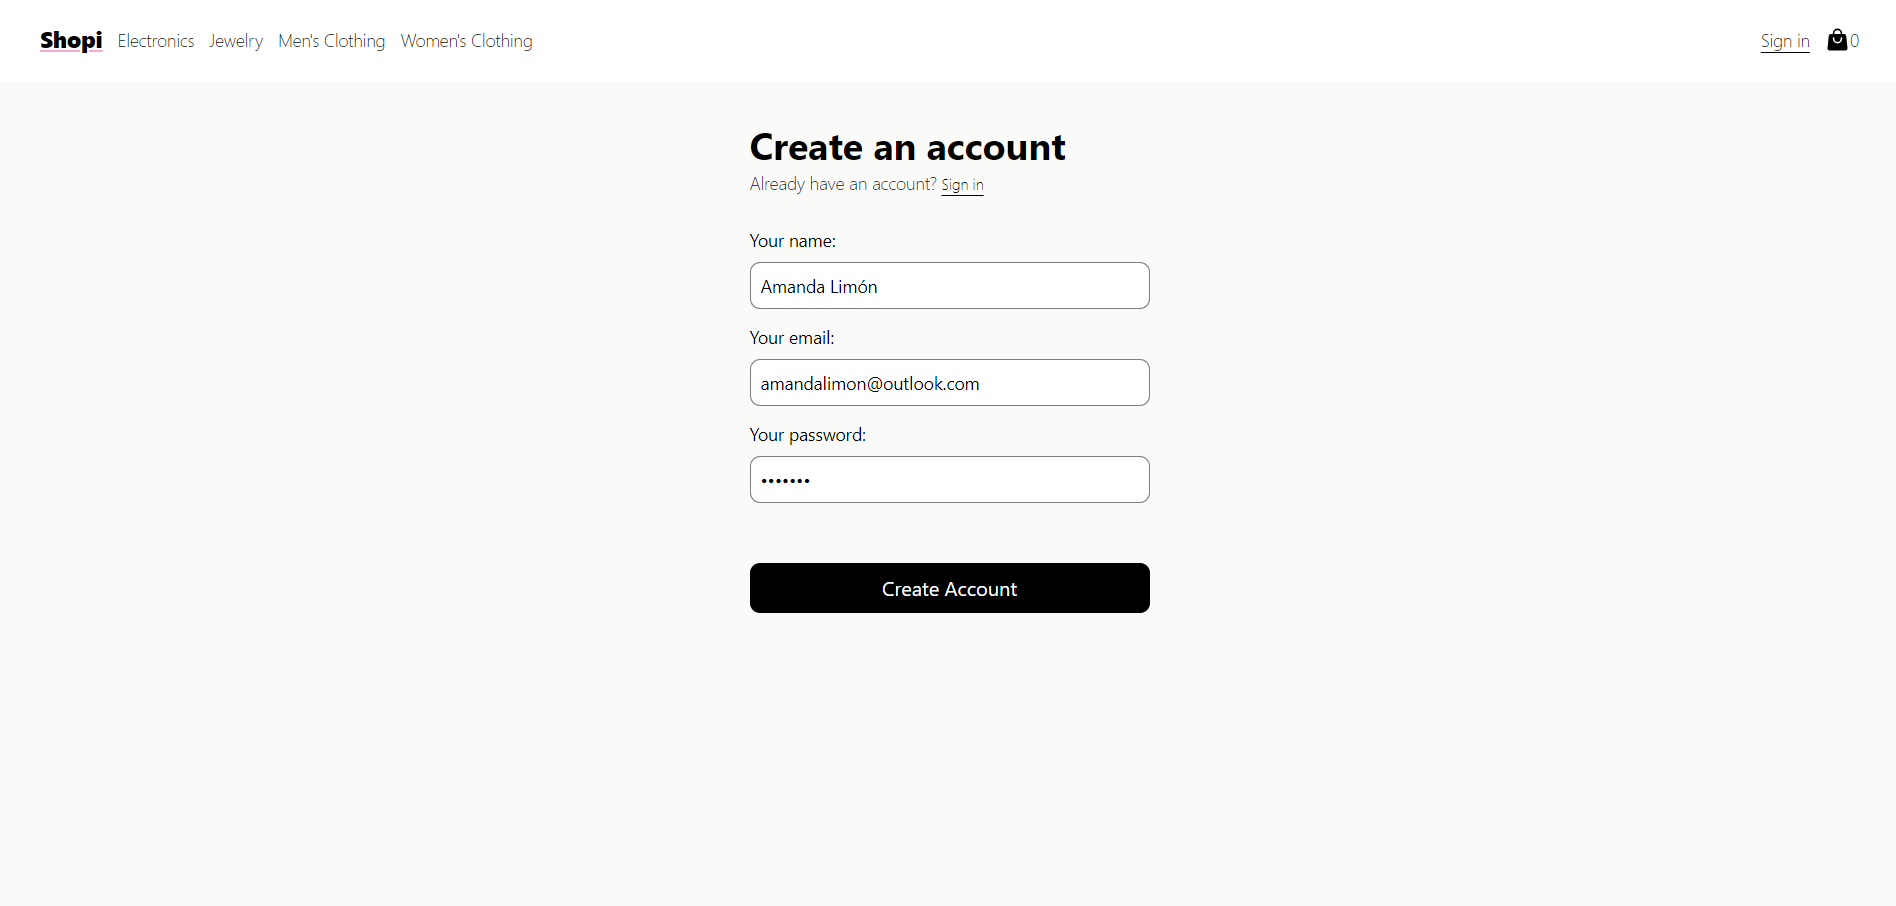 Shopi Electronics Jewelry Men's Clothing Women's Clothing Sign in 0
Create an account
Already have an account? Sign in
Your name:
Amanda Limón
Your email:
amandalimon@outlook.com
Your password:
•••••••
Create Account